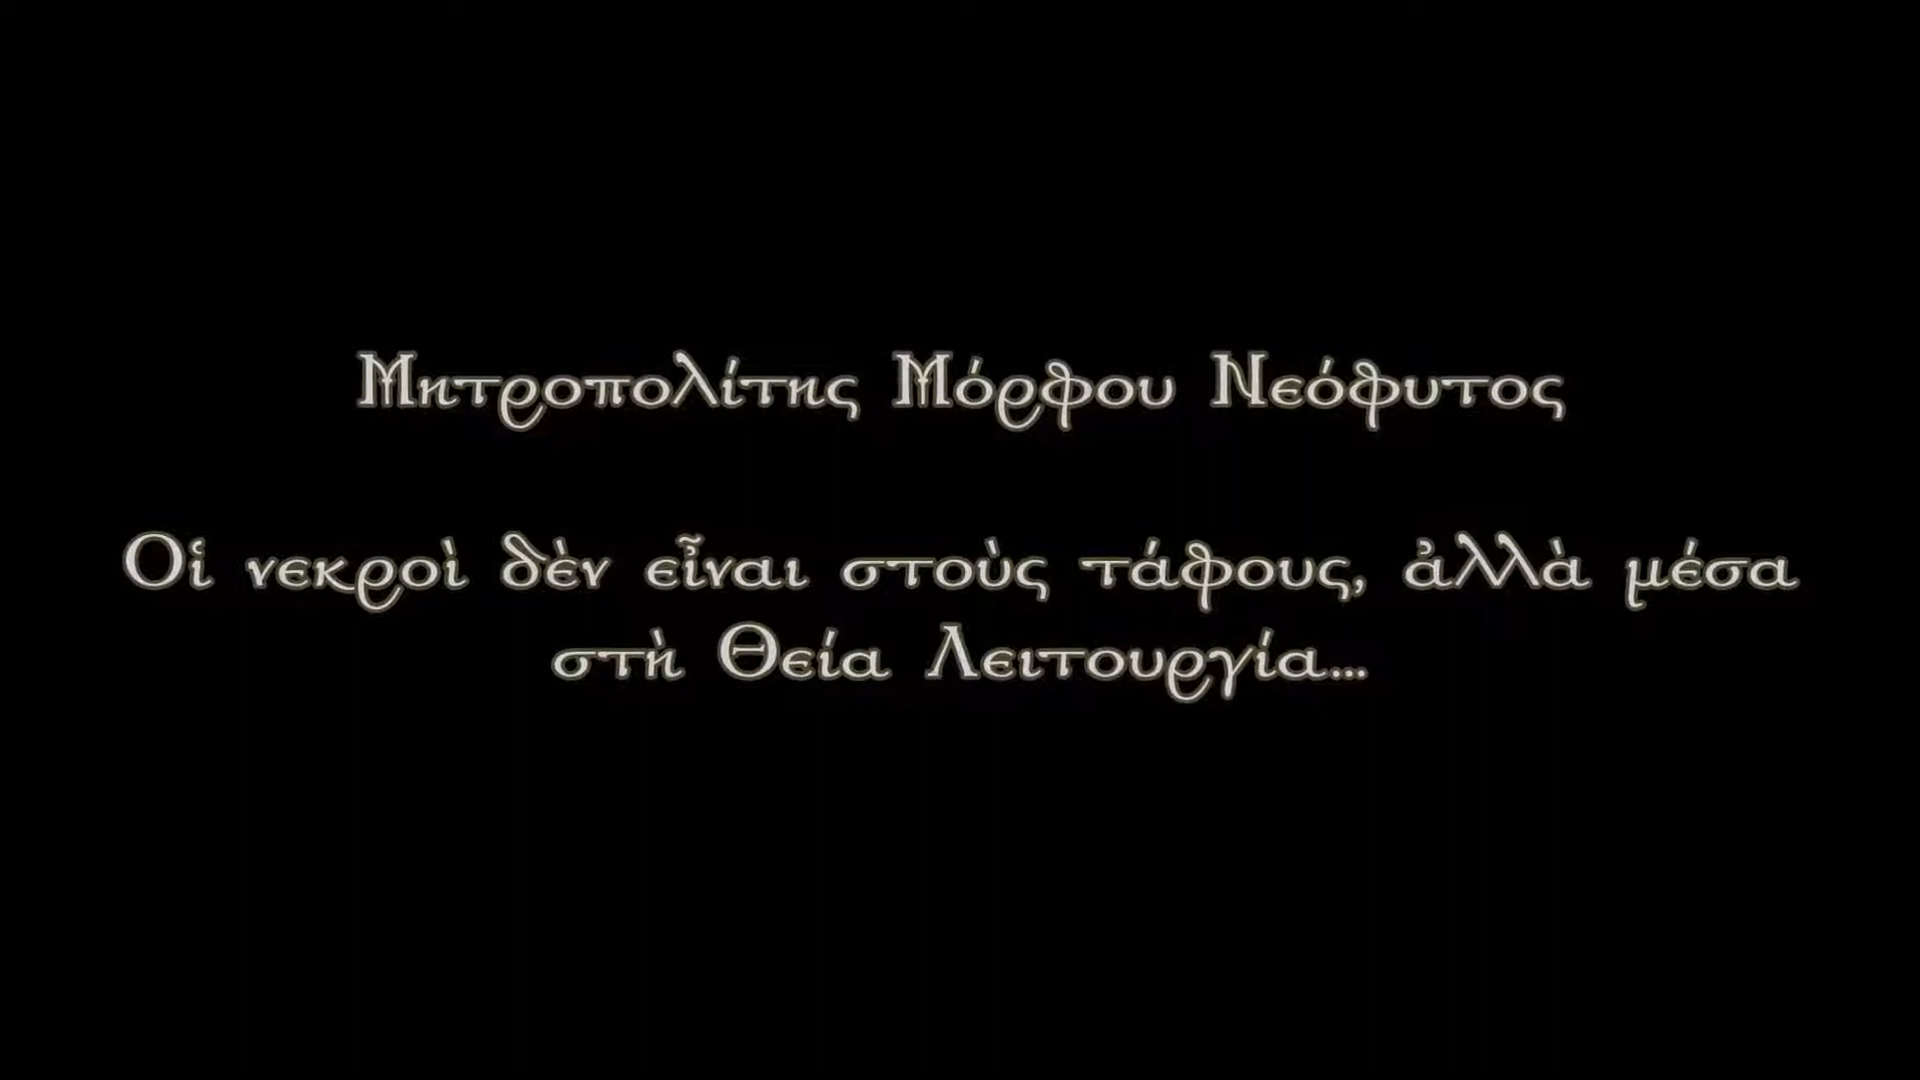 Μητροπολίτης Μόρφου Νεόφυτος
Οἱ νεκροὶ δὲν εἶναι στοὺς τάφους, ἀλλὰ μέσα
στὴ Θεία Λειτουργία...